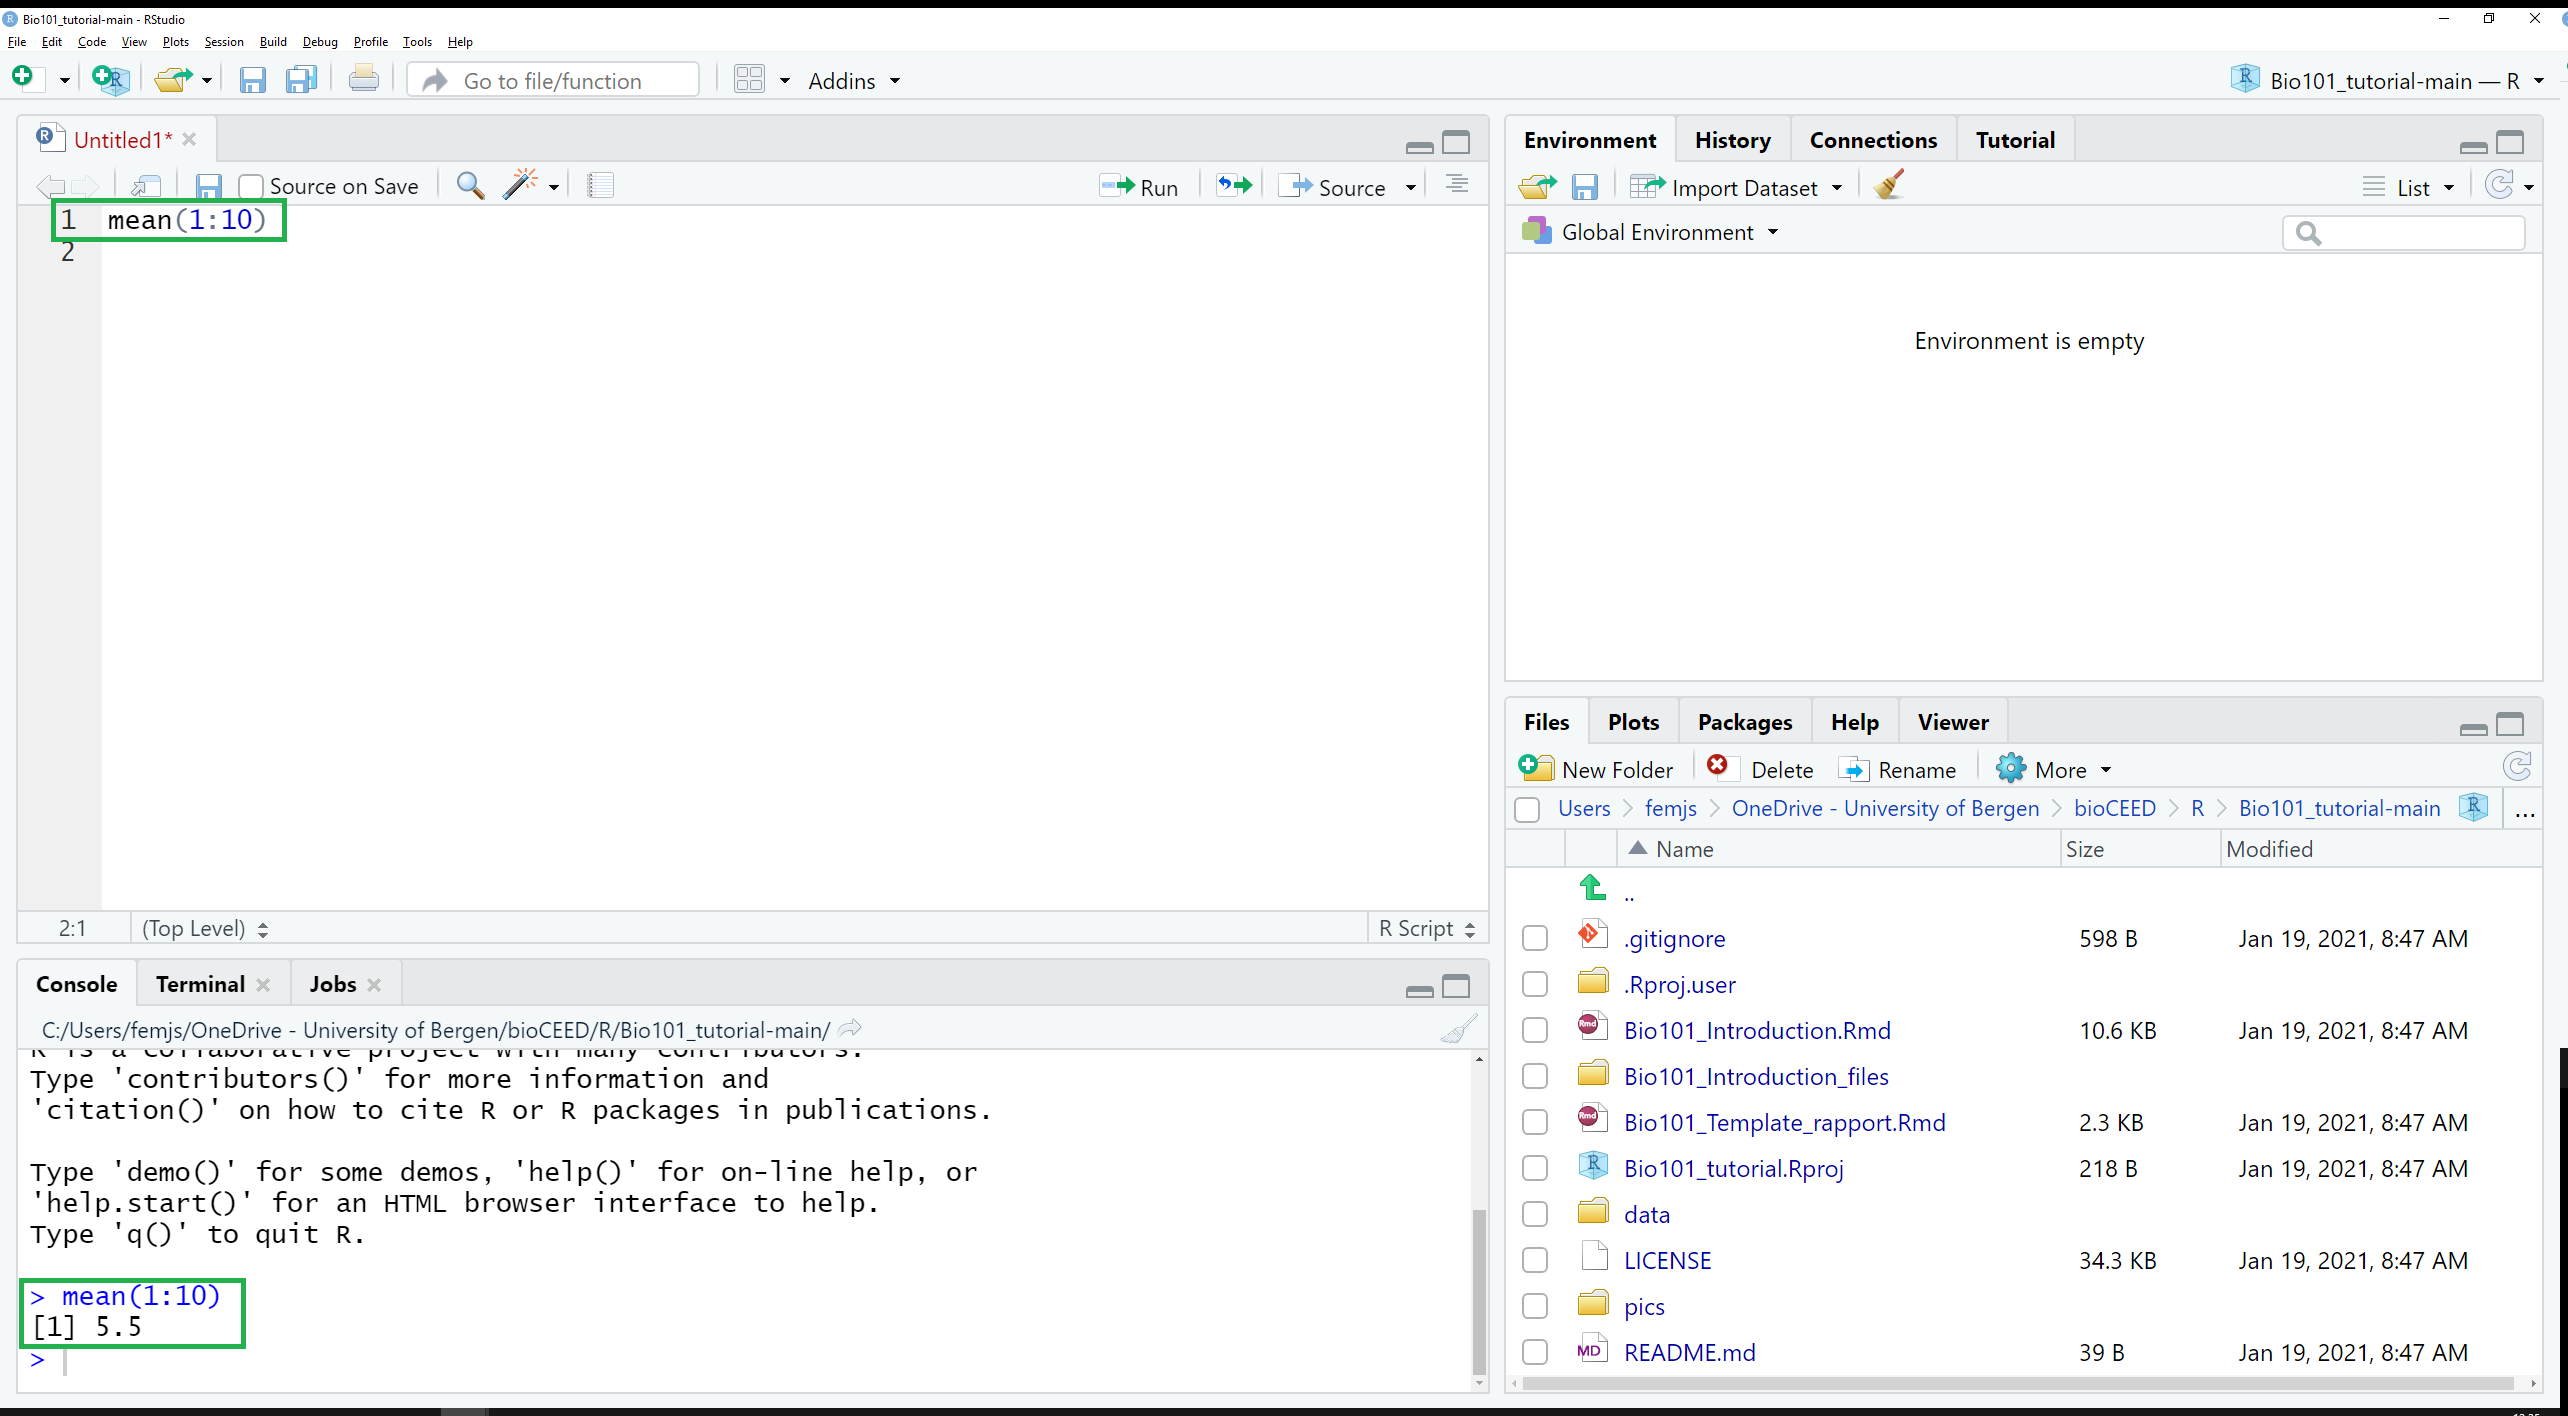 Bio101_tutorial-main - RStudio
File Edit Code View Plots Session Build Debug Profile Tools Help
Go to file/function Addins Bio101_tutorial-main — R
Untitled1*
Source on Save Run Source
1 mean(1:10)
2
2:1 (Top Level) R Script
Console Terminal Jobs
C:/Users/femjs/OneDrive - University of Bergen/bioCEED/R/Bio101_tutorial-main/
R is a collaborative project with many contributors.
Type 'contributors()' for more information and
'citation()' on how to cite R or R packages in publications.
Type 'demo()' for some demos, 'help()' for on-line help, or
'help.start()' for an HTML browser interface to help.
Type 'q()' to quit R.
> mean(1:10)
[1] 5.5
>
Environment History Connections Tutorial
Import Dataset List
Global Environment
Environment is empty
Files Plots Packages Help Viewer
New Folder Delete Rename More
Users femjs OneDrive - University of Bergen bioCEED R Bio101_tutorial-main ...
Name Size Modified
..
.gitignore 598 B Jan 19, 2021, 8:47 AM
.Rproj.user
Bio101_Introduction.Rmd 10.6 KB Jan 19, 2021, 8:47 AM
Bio101_Introduction_files
Bio101_Template_rapport.Rmd 2.3 KB Jan 19, 2021, 8:47 AM
Bio101_tutorial.Rproj 218 B Jan 19, 2021, 8:47 AM
data
LICENSE 34.3 KB Jan 19, 2021, 8:47 AM
pics
README.md 39 B Jan 19, 2021, 8:47 AM